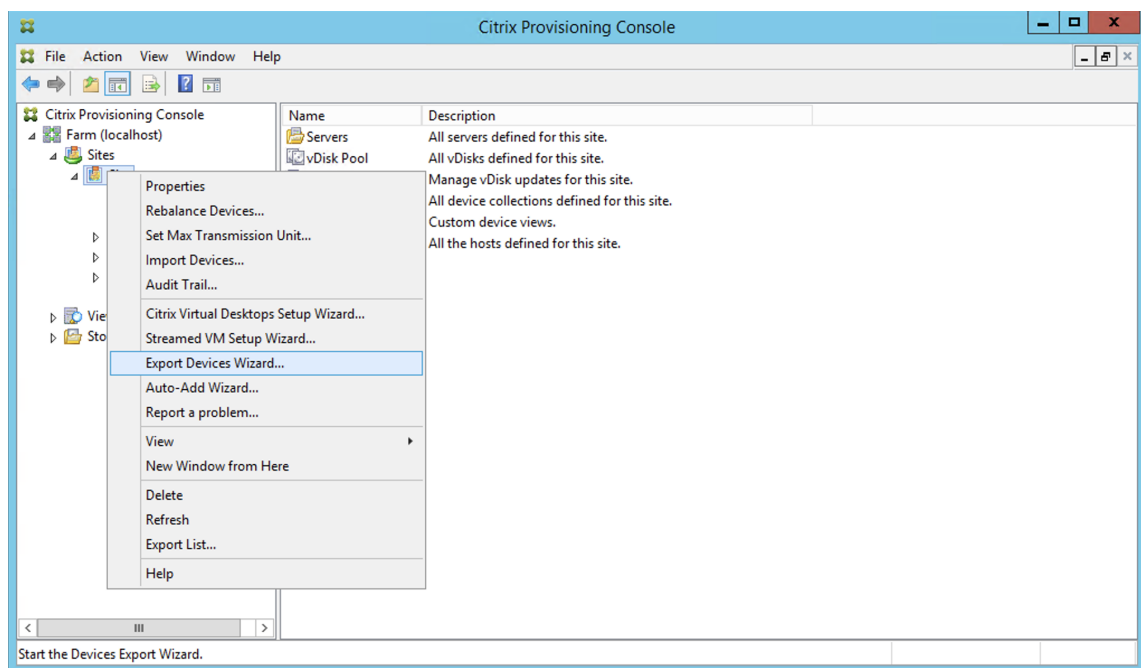 Citrix Provisioning Console
File Action View Window Help
Citrix Provisioning Console
Farm (localhost)
Sites
Name Description
Servers All servers defined for this site.
vDisk Pool All vDisks defined for this site.
Manage vDisk updates for this site.
All device collections defined for this site.
Custom device views.
All the hosts defined for this site.
Properties
Rebalance Devices...
Set Max Transmission Unit...
Import Devices...
Audit Trail...
Citrix Virtual Desktops Setup Wizard...
Streamed VM Setup Wizard...
Export Devices Wizard...
Auto-Add Wizard...
Report a problem...
View
New Window from Here
Delete
Refresh
Export List...
Help
Vie
Sto
Start the Devices Export Wizard.